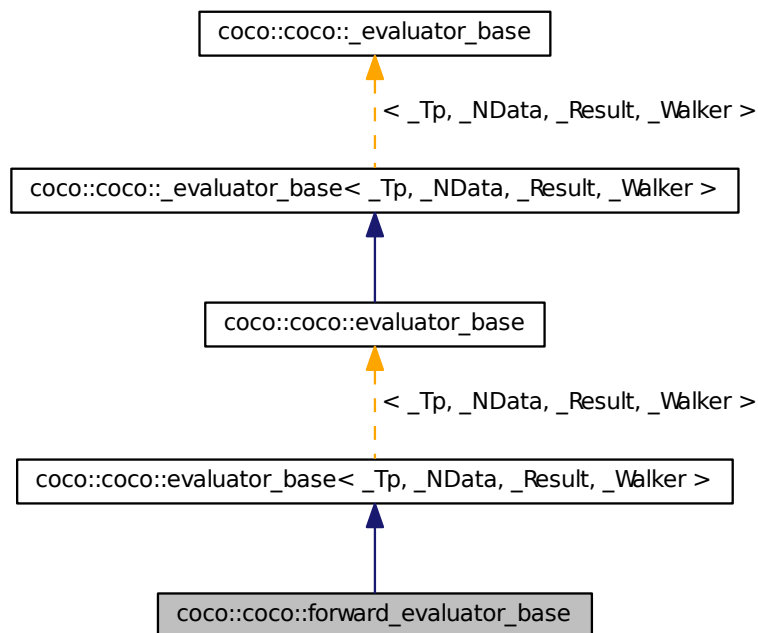 coco::coco::_evaluator_base
< _Tp, _NData, _Result, _Walker >
coco::coco::_evaluator_base< _Tp, _NData, _Result, _Walker >
coco::coco::evaluator_base
< _Tp, _NData, _Result, _Walker >
coco::coco::evaluator_base< _Tp, _NData, _Result, _Walker >
coco::coco::forward_evaluator_base